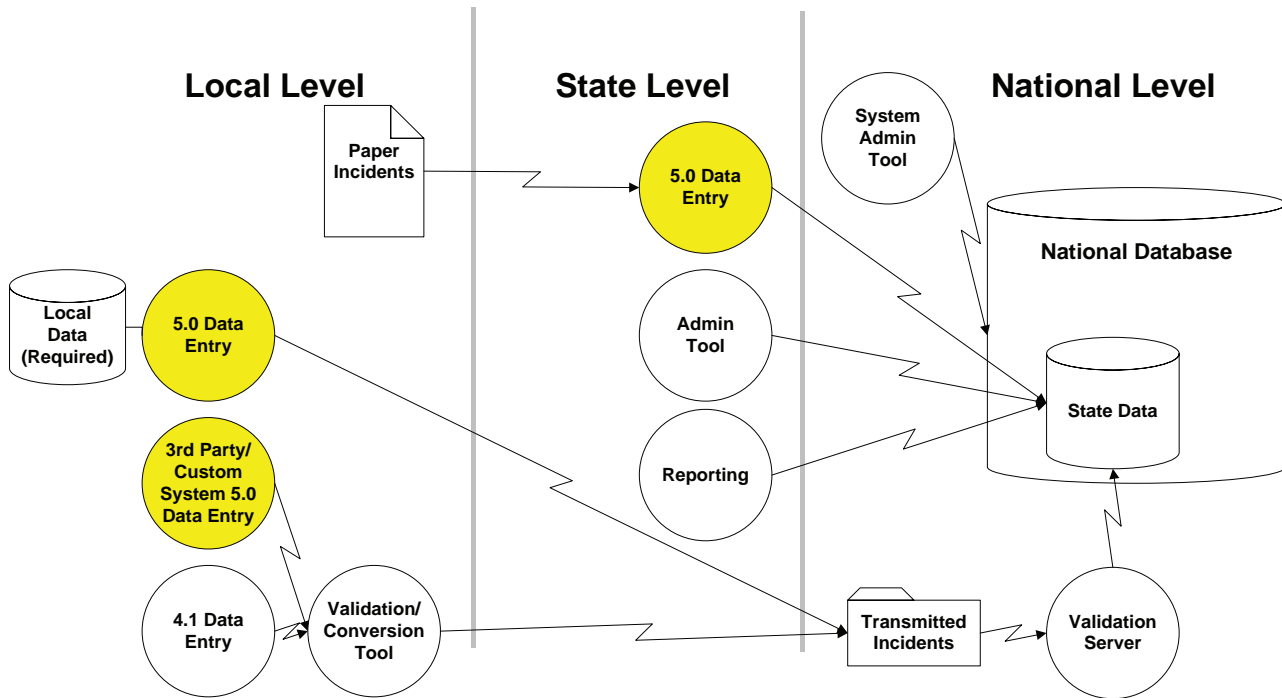 Local Level
State Level
National Level
Paper
Incidents
5.0 Data
Entry
System
Admin
Tool
National Database
Local
Data
(Required)
5.0 Data
Entry
Admin
Tool
State Data
3rd Party/
Custom
System 5.0
Data Entry
Reporting
4.1 Data
Entry
Validation/
Conversion
Tool
Transmitted
Incidents
Validation
Server